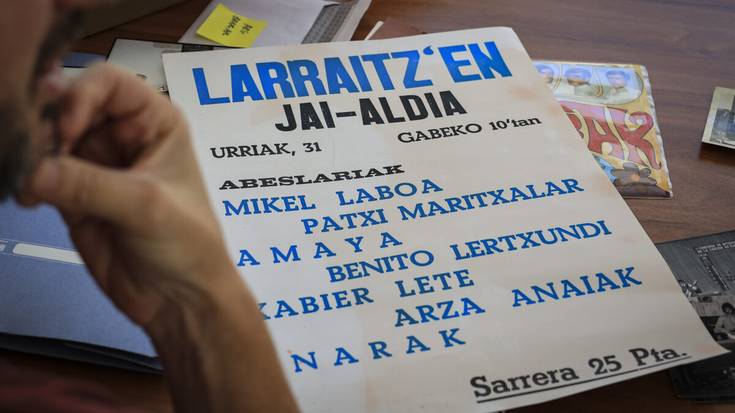 LARRAITZ'EN
JAI-ALDIA
URRIAK, 31 GABEKO 10'tan
ABESLARIAK
MIKEL LABOA
PATXI MARITXALAR
AMAYA
BENITO LERTXUNDI
XABIER LETE
ARZA ANAIAK
NARAK
Sarrera 25 Pta.